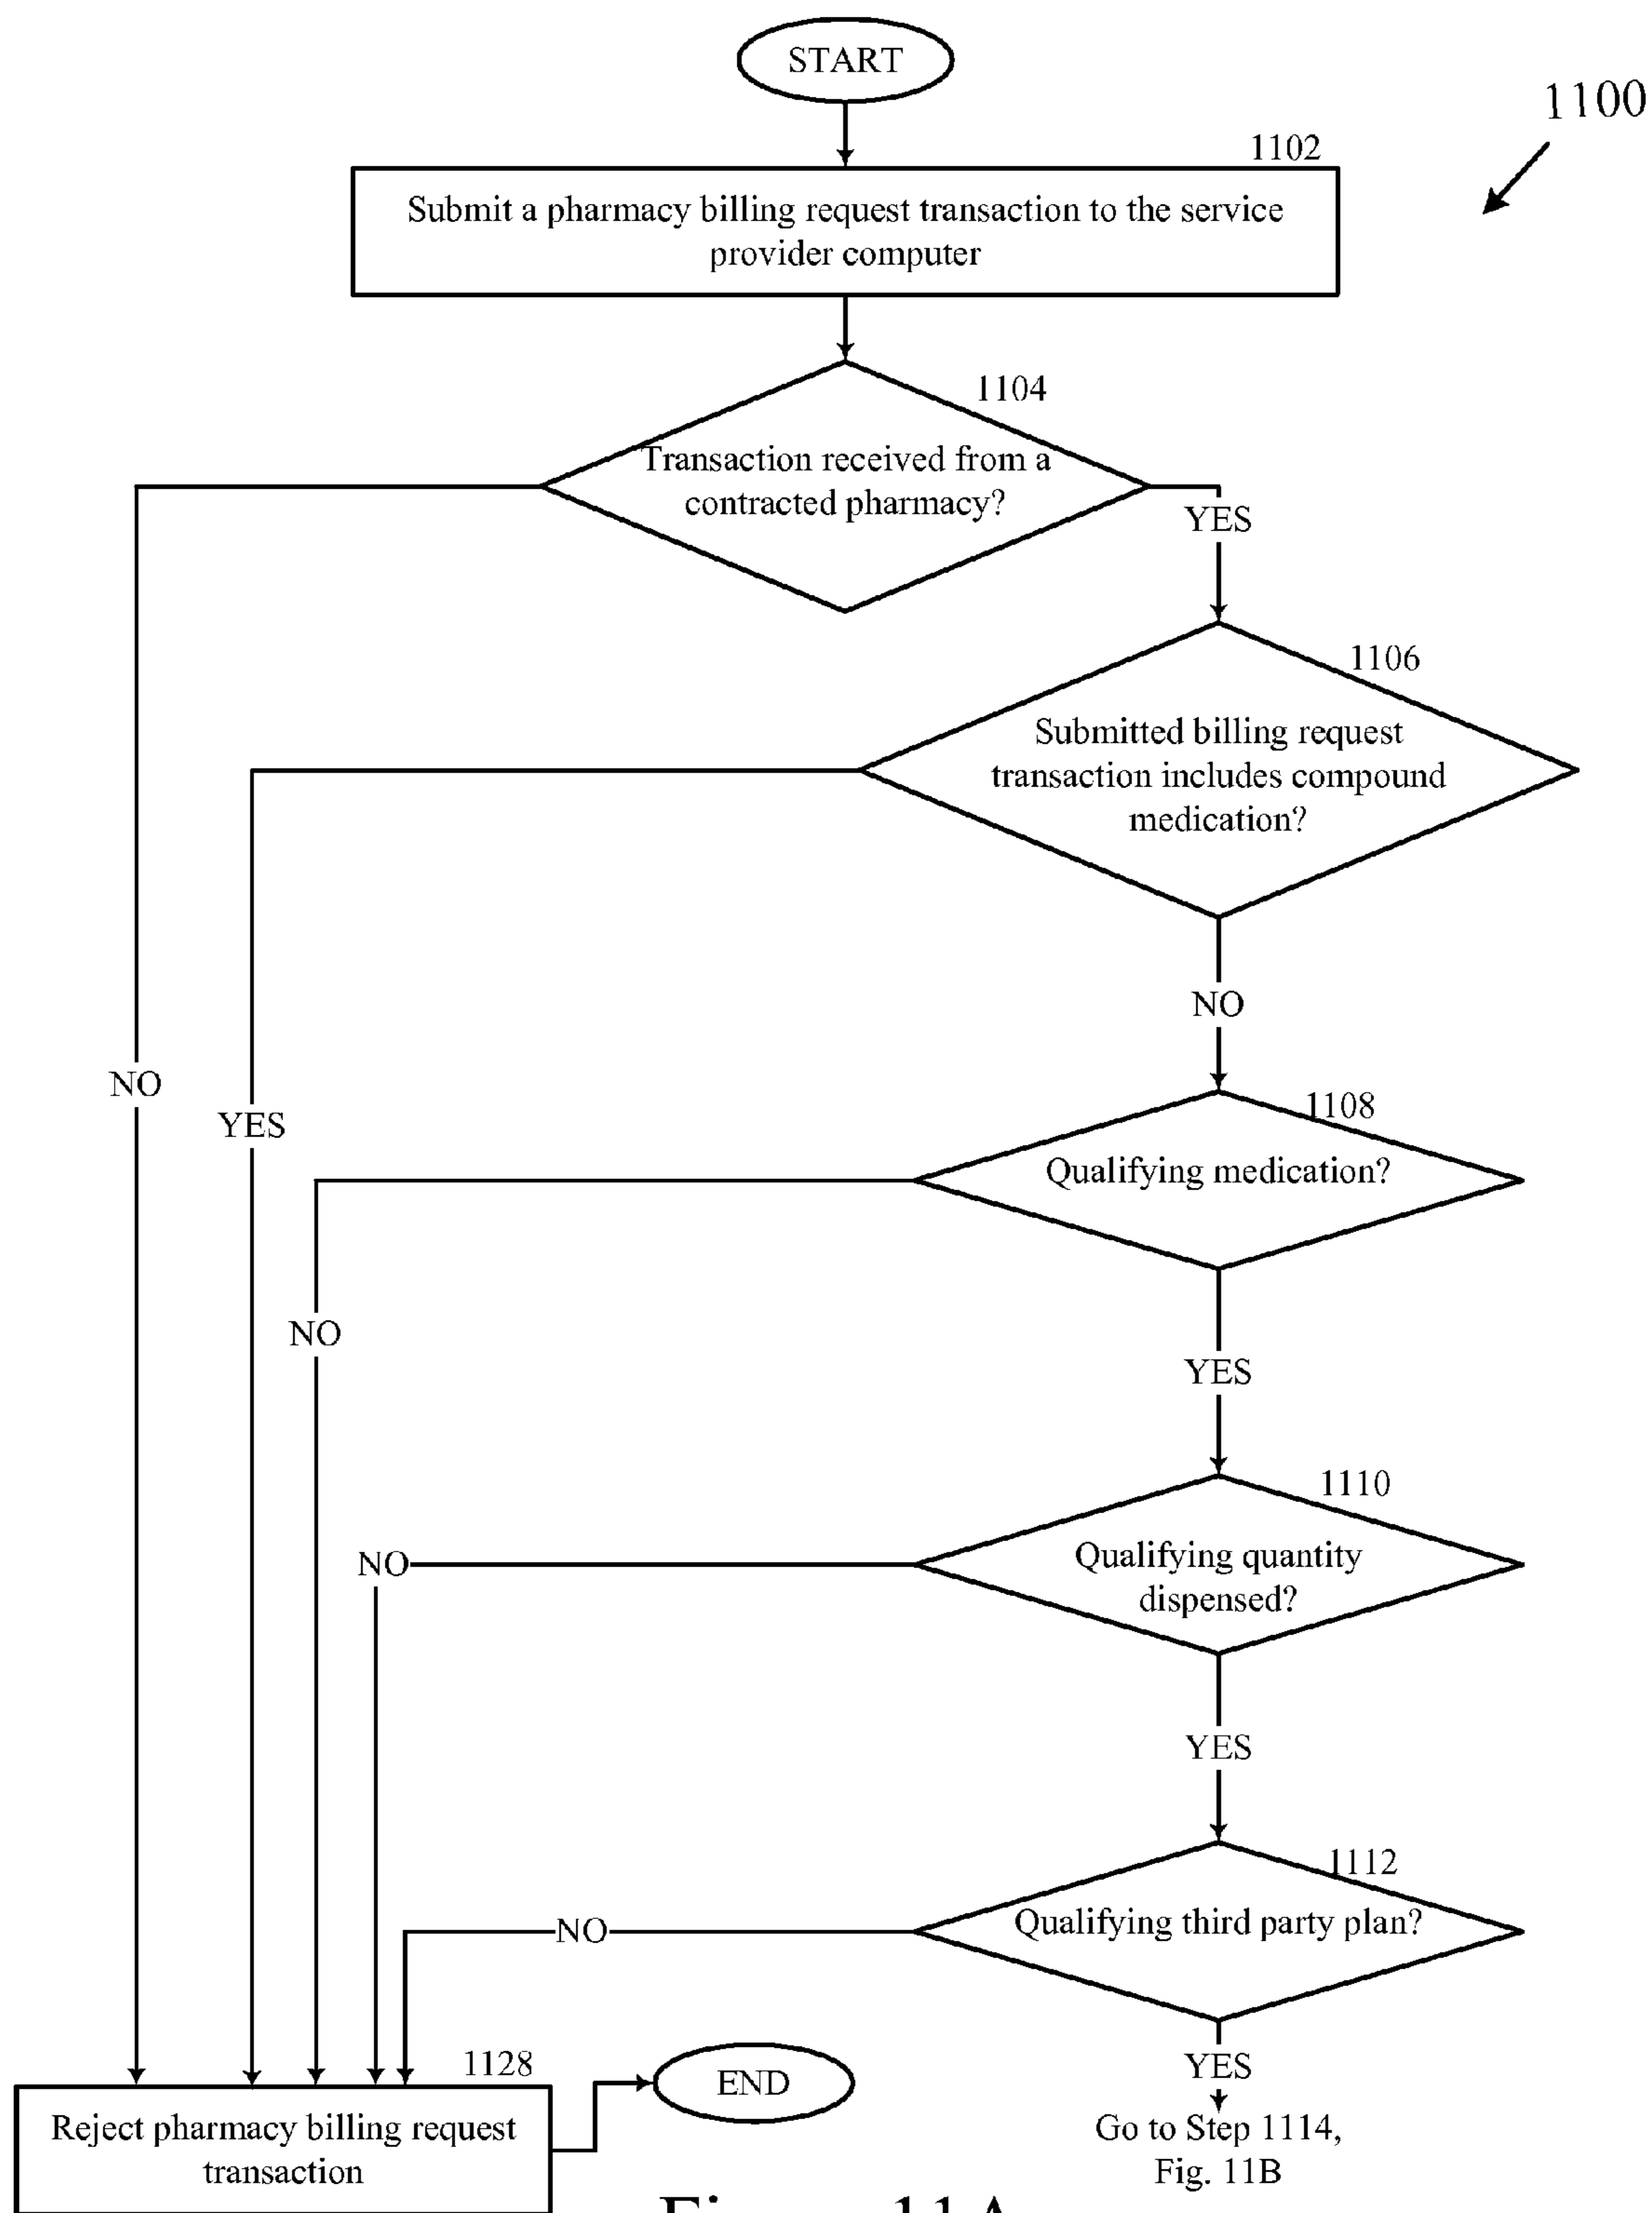 START
1100
1102
Submit a pharmacy billing request transaction to the service
provider computer
1104
Transaction received from a
contracted pharmacy?
YES
1106
Submitted billing request
transaction includes compound
medication?
NO
NO
YES
1108
Qualifying medication?
NO
YES
1110
Qualifying quantity
dispensed?
NO
YES
1112
Qualifying third party plan?
NO
YES
1128
Reject pharmacy billing request
transaction
END
Go to Step 1114,
Fig. 11B